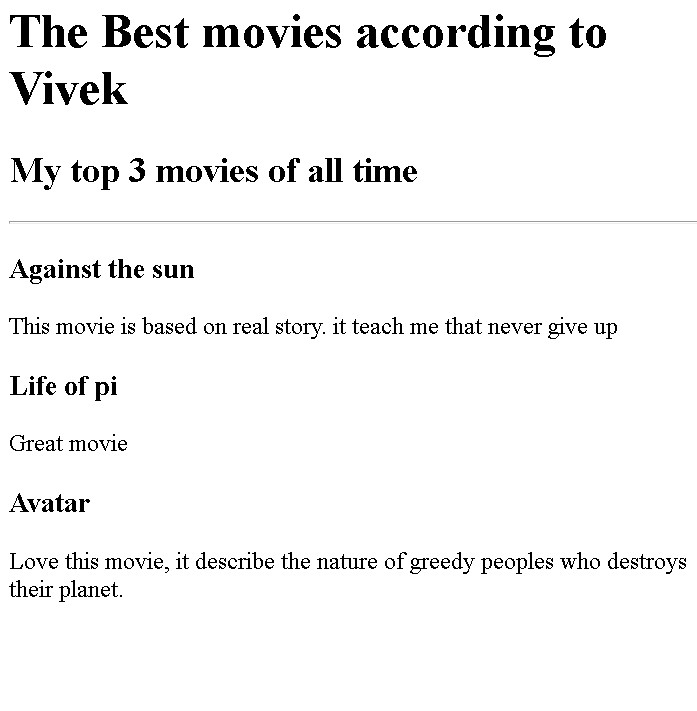 The Best movies according to
Vivek
My top 3 movies of all time
Against the sun
This movie is based on real story. it teach me that never give up
Life of pi
Great movie
Avatar
Love this movie, it describe the nature of greedy peoples who destroys
their planet.